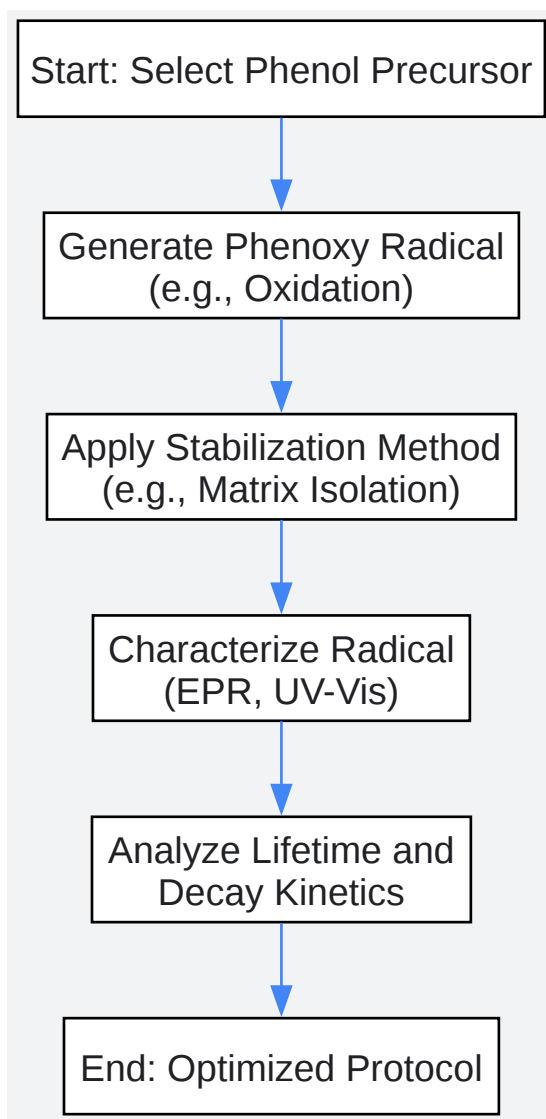 Start: Select Phenol Precursor
Generate Phenoxy Radical
(e.g., Oxidation)
Apply Stabilization Method
(e.g., Matrix Isolation)
Characterize Radical
(EPR, UV-Vis)
Analyze Lifetime and
Decay Kinetics
End: Optimized Protocol